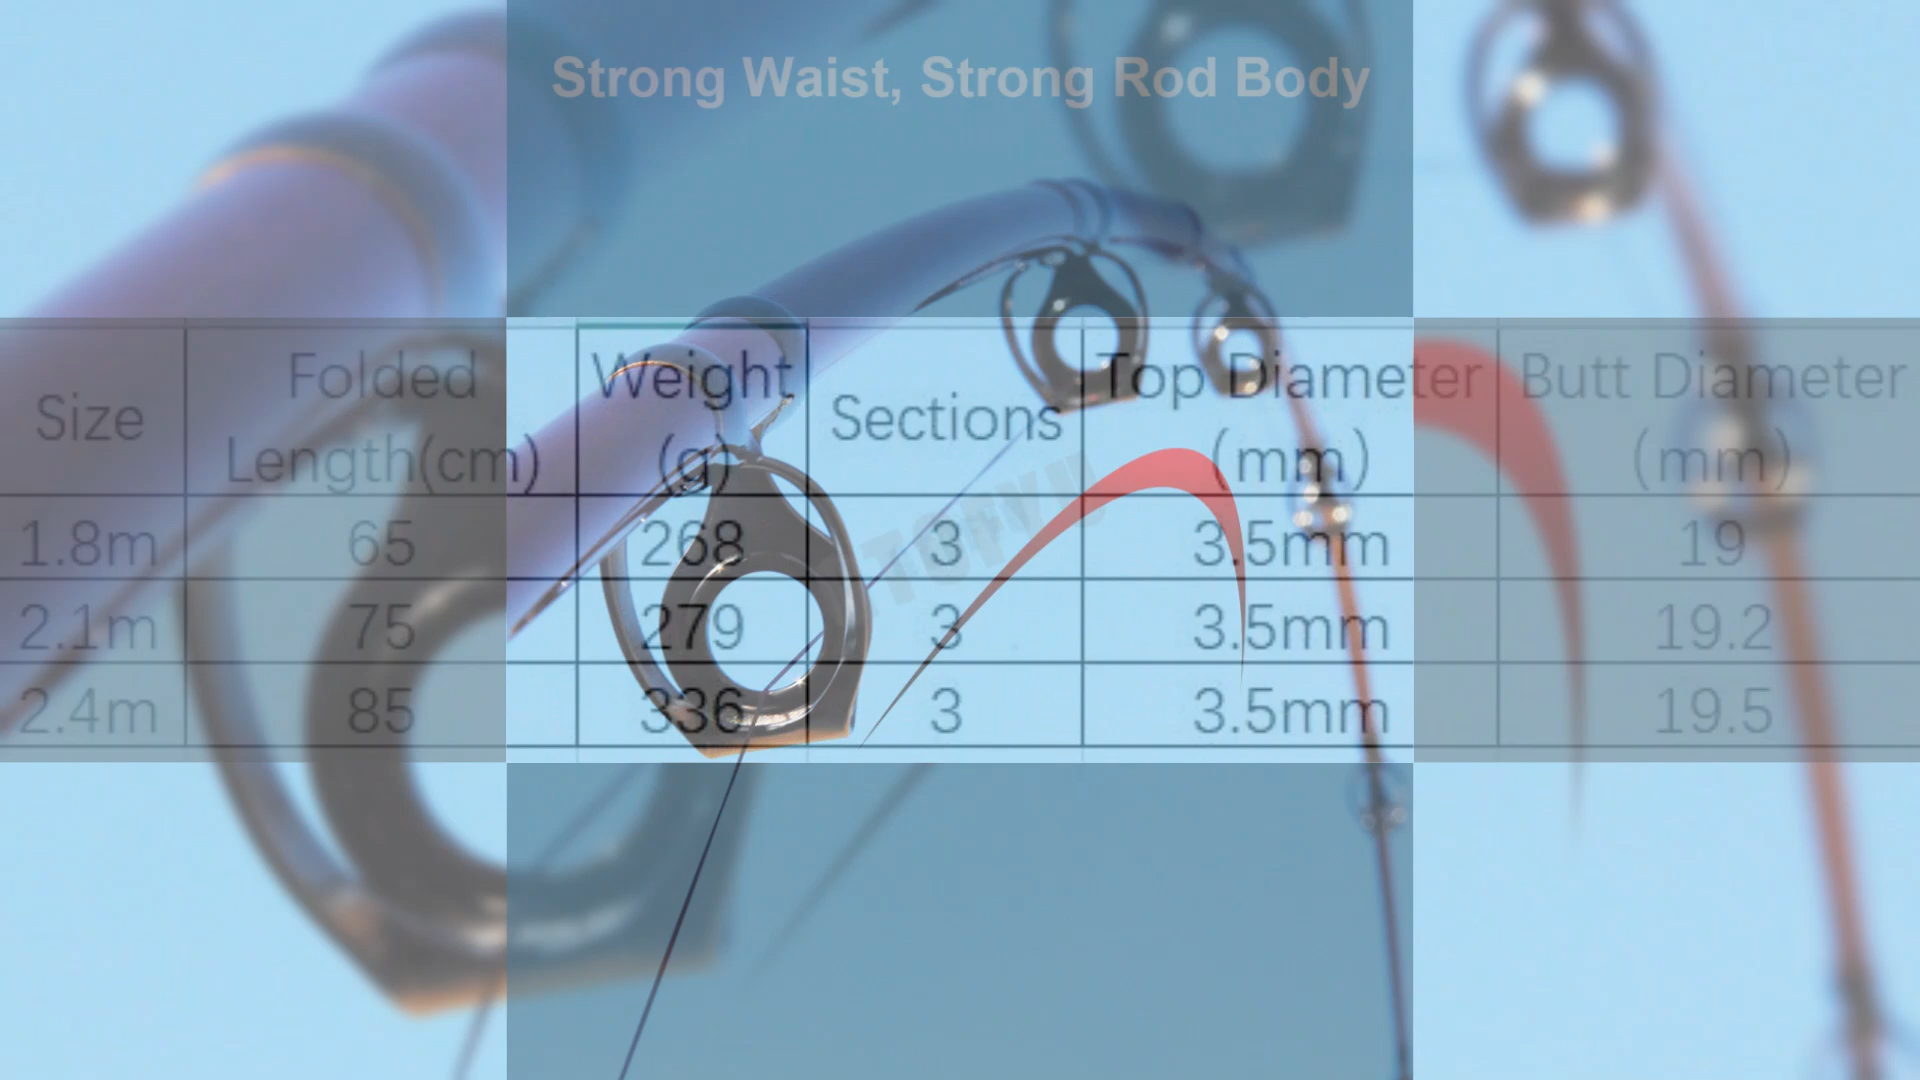 Strong Waist, Strong Rod Body
Size Folded Length(cm) Weight (g) Sections Top Diameter (mm) Butt Diameter (mm)
1.8m 65 268 3 3.5mm 19
2.1m 75 279 3 3.5mm 19.2
2.4m 85 336 3 3.5mm 19.5